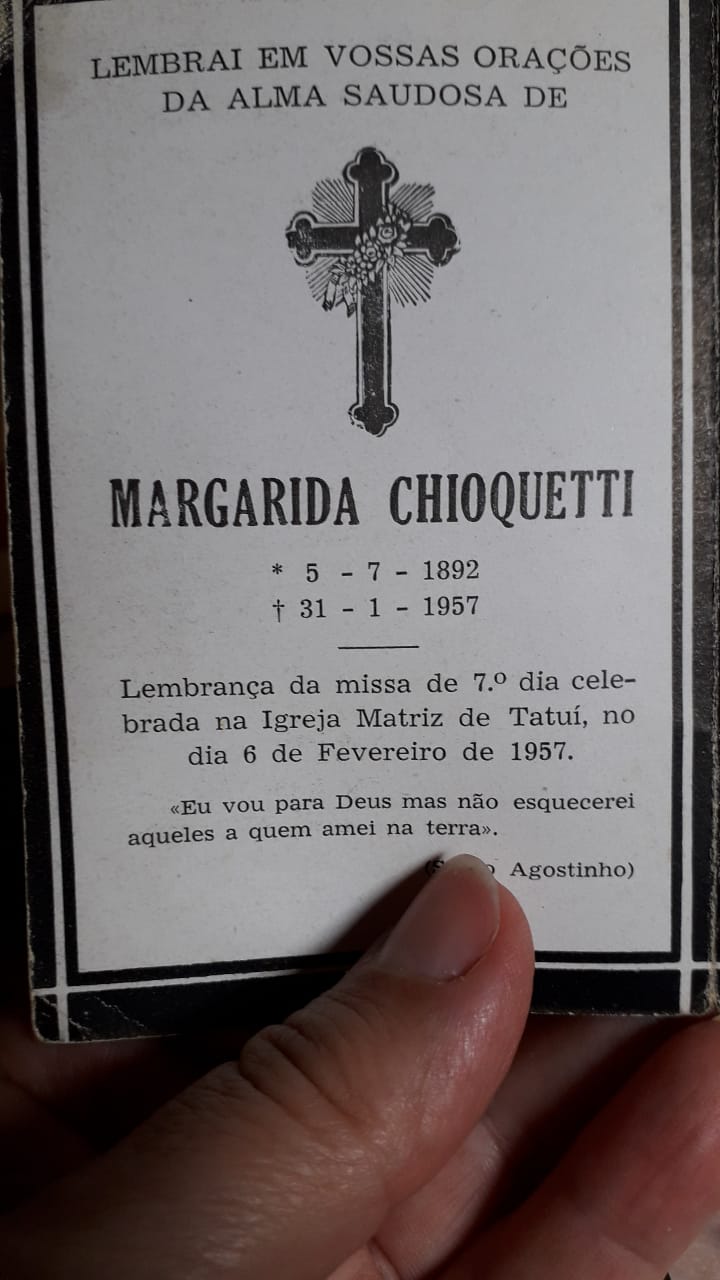 LEMBRAI EM VOSSAS ORAÇÕES
DA ALMA SAUDOSA DE
MARGARIDA CHIOQUETTI
* 5 - 7 - 1892
† 31 - 1 - 1957
Lembrança da missa de 7.º dia cele-
brada na Igreja Matriz de Tatuí, no
dia 6 de Fevereiro de 1957.
«Eu vou para Deus mas não esquecerei
aqueles a quem amei na terra».
Agostinho)